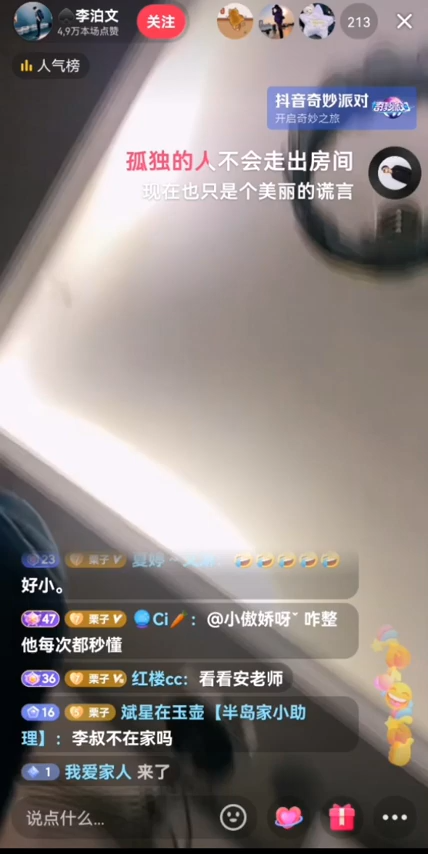 ♠李泊文
4.9万本场点赞
关注
213
人气榜
抖音奇妙派对
开启奇妙之旅
孤独的人不会走出房间
现在也只是个美丽的谎言
23 栗子 V
好小。
47 栗子 V Ci🥕：@小傲娇呀~ 咋整
他每次都秒懂
36 栗子 V 红楼cc：看看安老师
16 栗子 斌星在玉壶【半岛家小助
理】：李叔不在家吗
1 我爱家人 来了
说点什么...